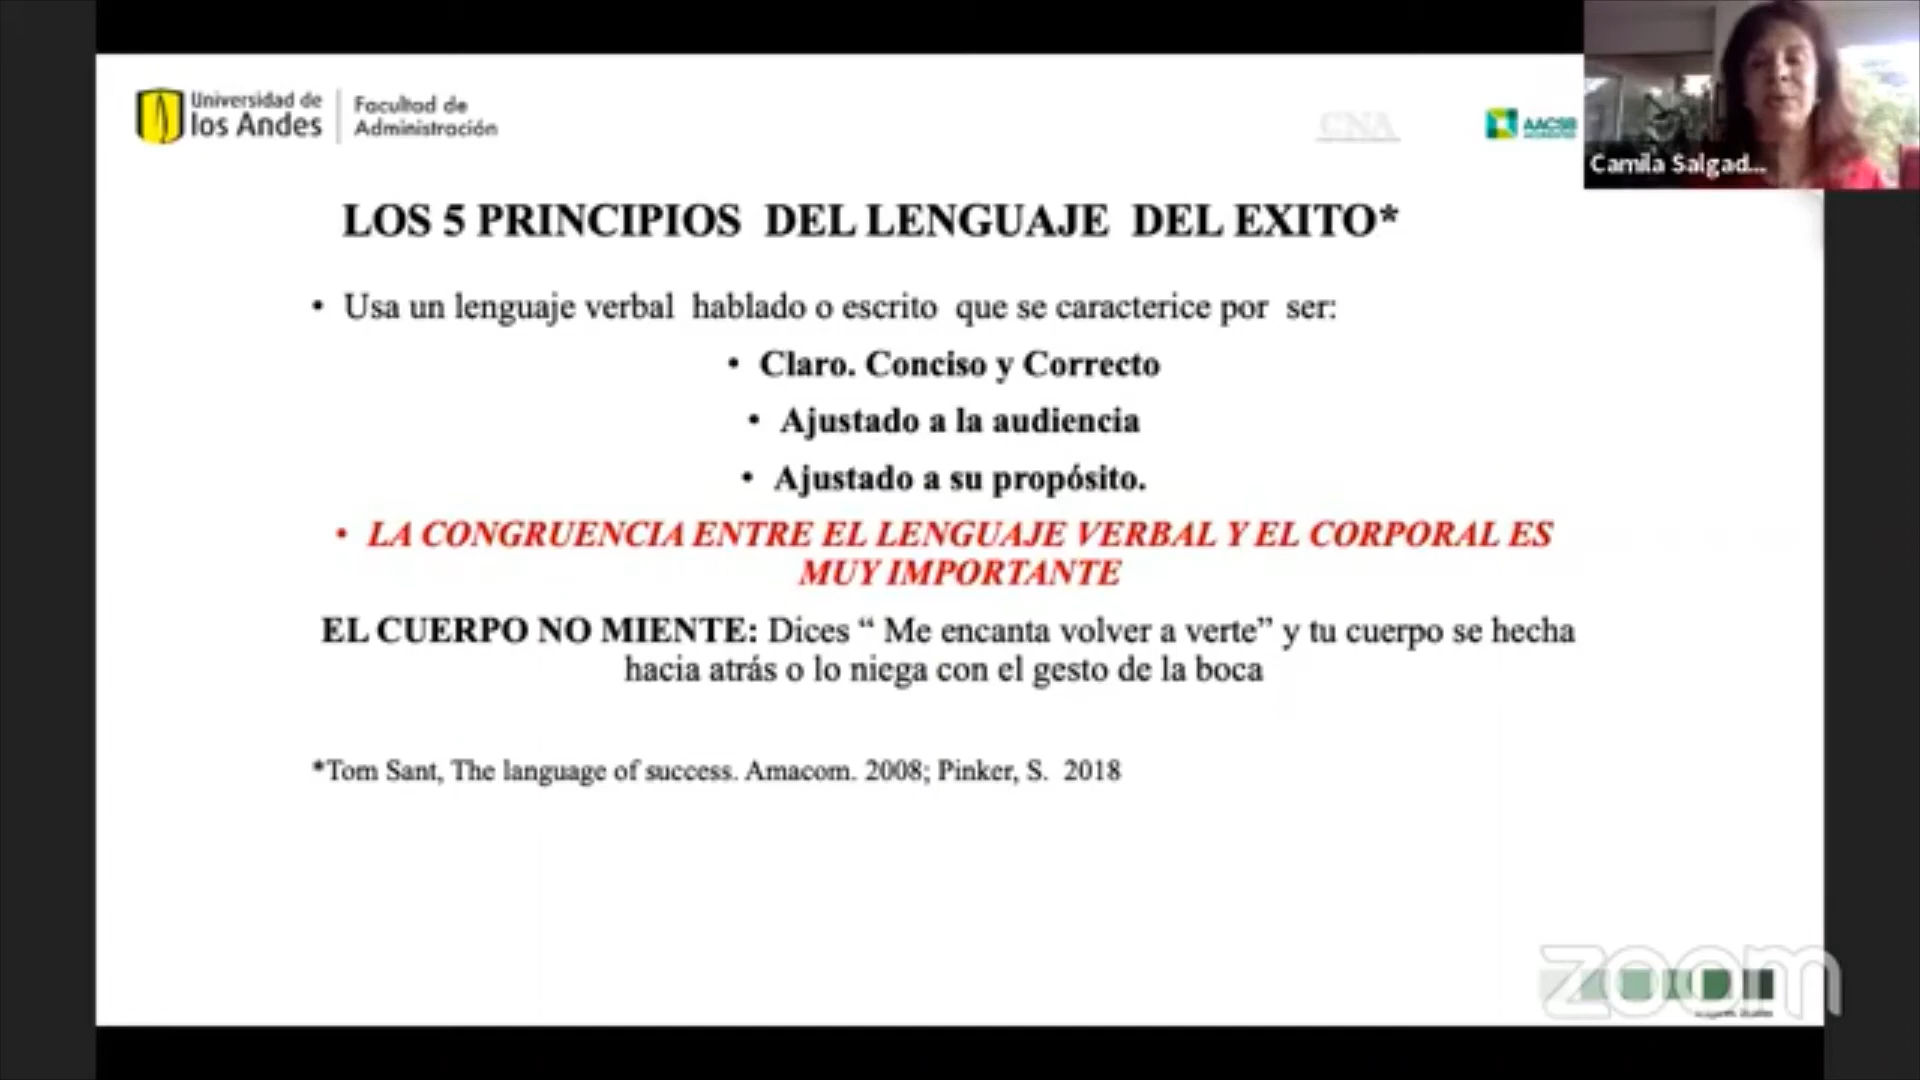 Universidad de
los Andes
Facultad de
Administración
CNA
AACSB
ACCREDITED
Camila Salgad...
LOS 5 PRINCIPIOS DEL LENGUAJE DEL EXITO*
• Usa un lenguaje verbal hablado o escrito que se caracterice por ser:
• Claro. Conciso y Correcto
• Ajustado a la audiencia
• Ajustado a su propósito.
• LA CONGRUENCIA ENTRE EL LENGUAJE VERBAL Y EL CORPORAL ES
MUY IMPORTANTE
EL CUERPO NO MIENTE: Dices “ Me encanta volver a verte” y tu cuerpo se hecha
hacia atrás o lo niega con el gesto de la boca
*Tom Sant, The language of success. Amacom. 2008; Pinker, S. 2018
zoom